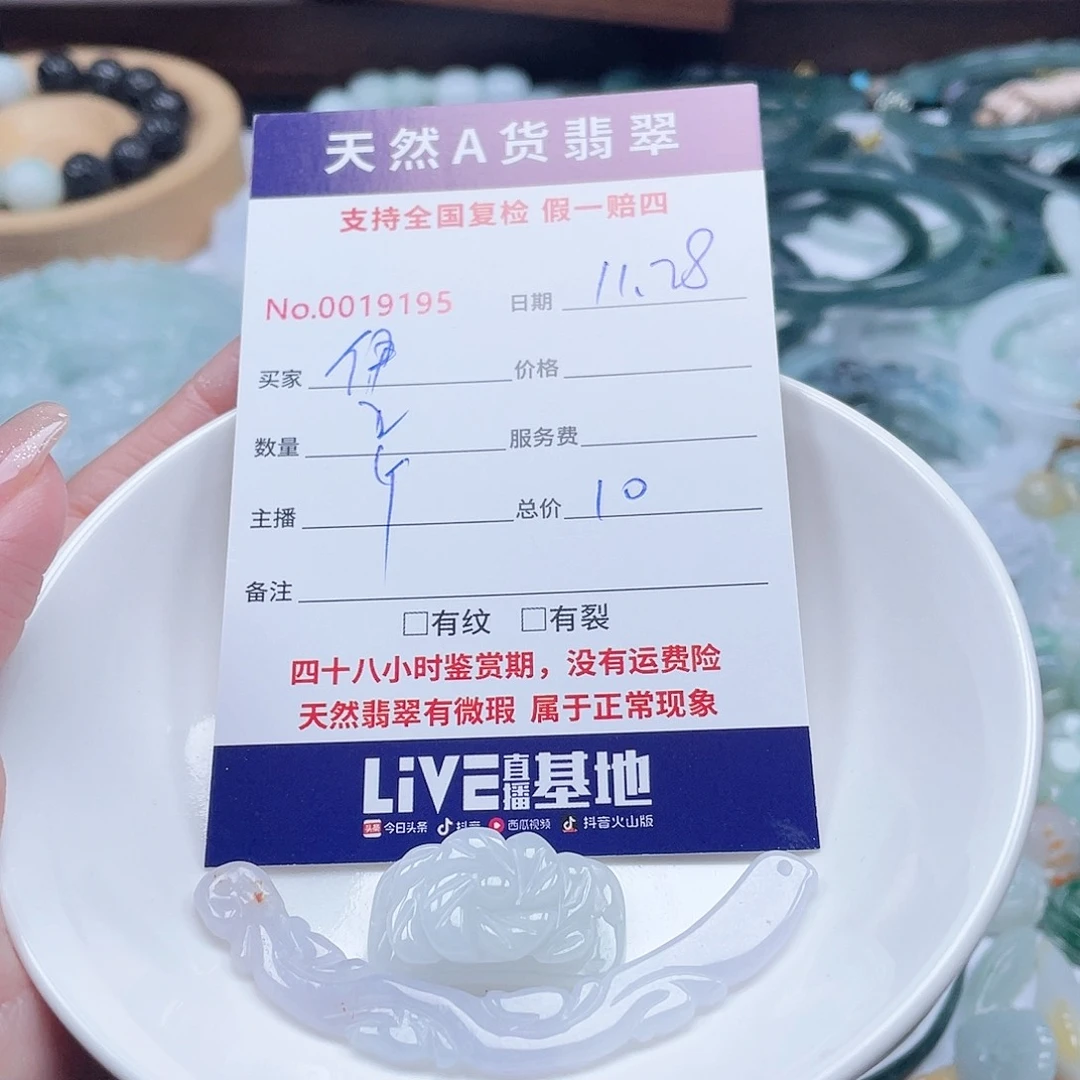 天然A货翡翠
支持全国复检 假一赔四
No.0019195 日期 11.28
买家 伊 价格
数量 2 服务费
主播 总价 10
备注
□有纹 □有裂
四十八小时鉴赏期，没有运费险
天然翡翠有微瑕 属于正常现象
LiVE直播基地
头条 今日头条 抖音 西瓜视频 抖音火山版